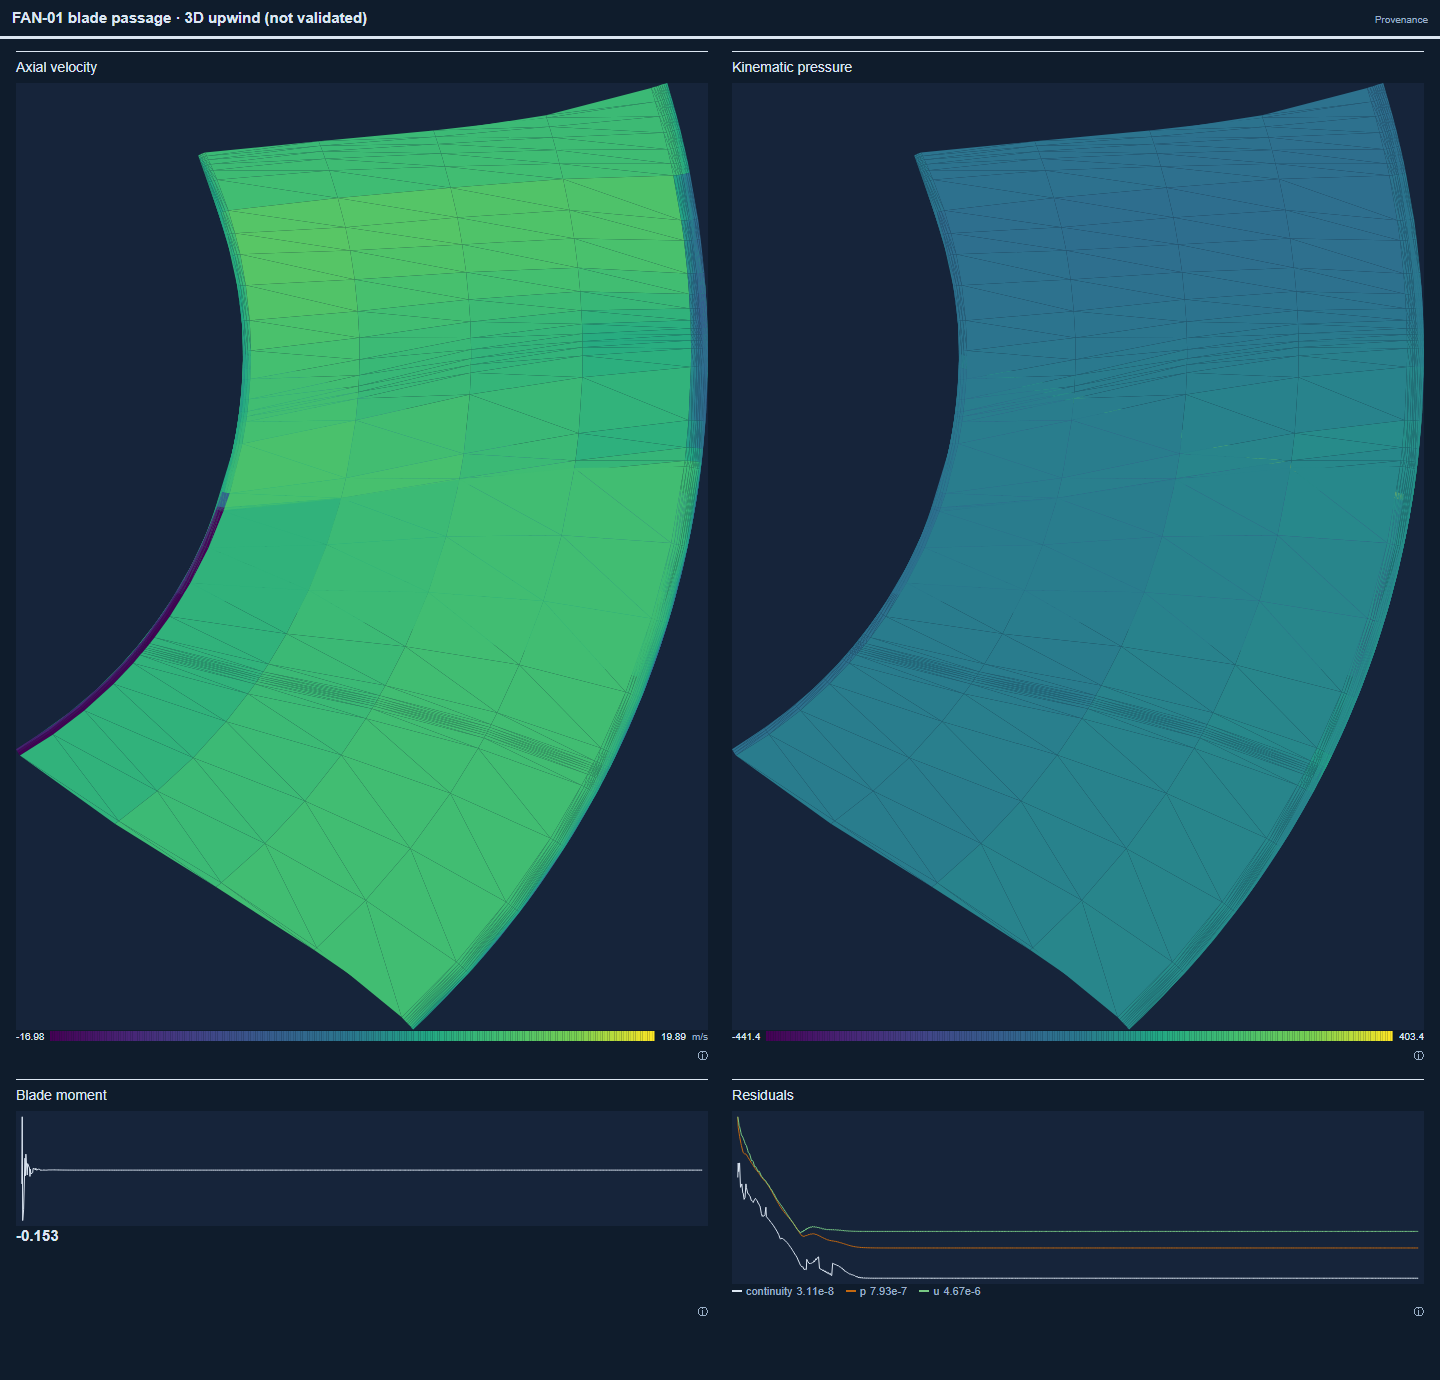 FAN-01 blade passage · 3D upwind (not validated)
Provenance
Axial velocity
Kinematic pressure
-16.98 19.89 m/s
-441.4 403.4
Blade moment
Residuals
-0.153
continuity 3.11e-8 p 7.93e-7 u 4.67e-6